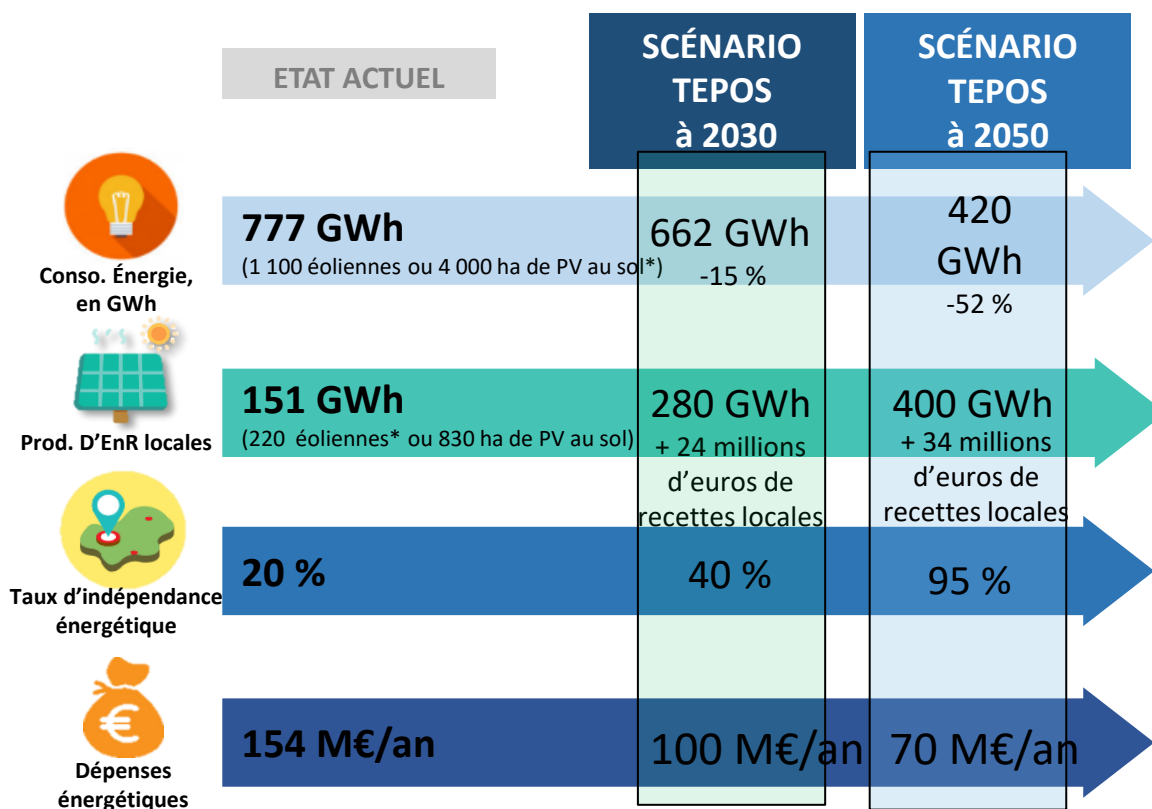 ETAT ACTUEL
SCÉNARIO
TEPOS
à 2030
SCÉNARIO
TEPOS
à 2050
Conso. Énergie,
en GWh
777 GWh
(1 100 éoliennes ou 4 000 ha de PV au sol*)
662 GWh
-15 %
420
GWh
-52 %
Prod. D’EnR locales
151 GWh
(220 éoliennes* ou 830 ha de PV au sol)
280 GWh
+ 24 millions
d’euros de
recettes locales
400 GWh
+ 34 millions
d’euros de
recettes locales
Taux d’indépendance
énergétique
20 %
40 %
95 %
Dépenses
énergétiques
154 M€/an
100 M€/an
70 M€/an